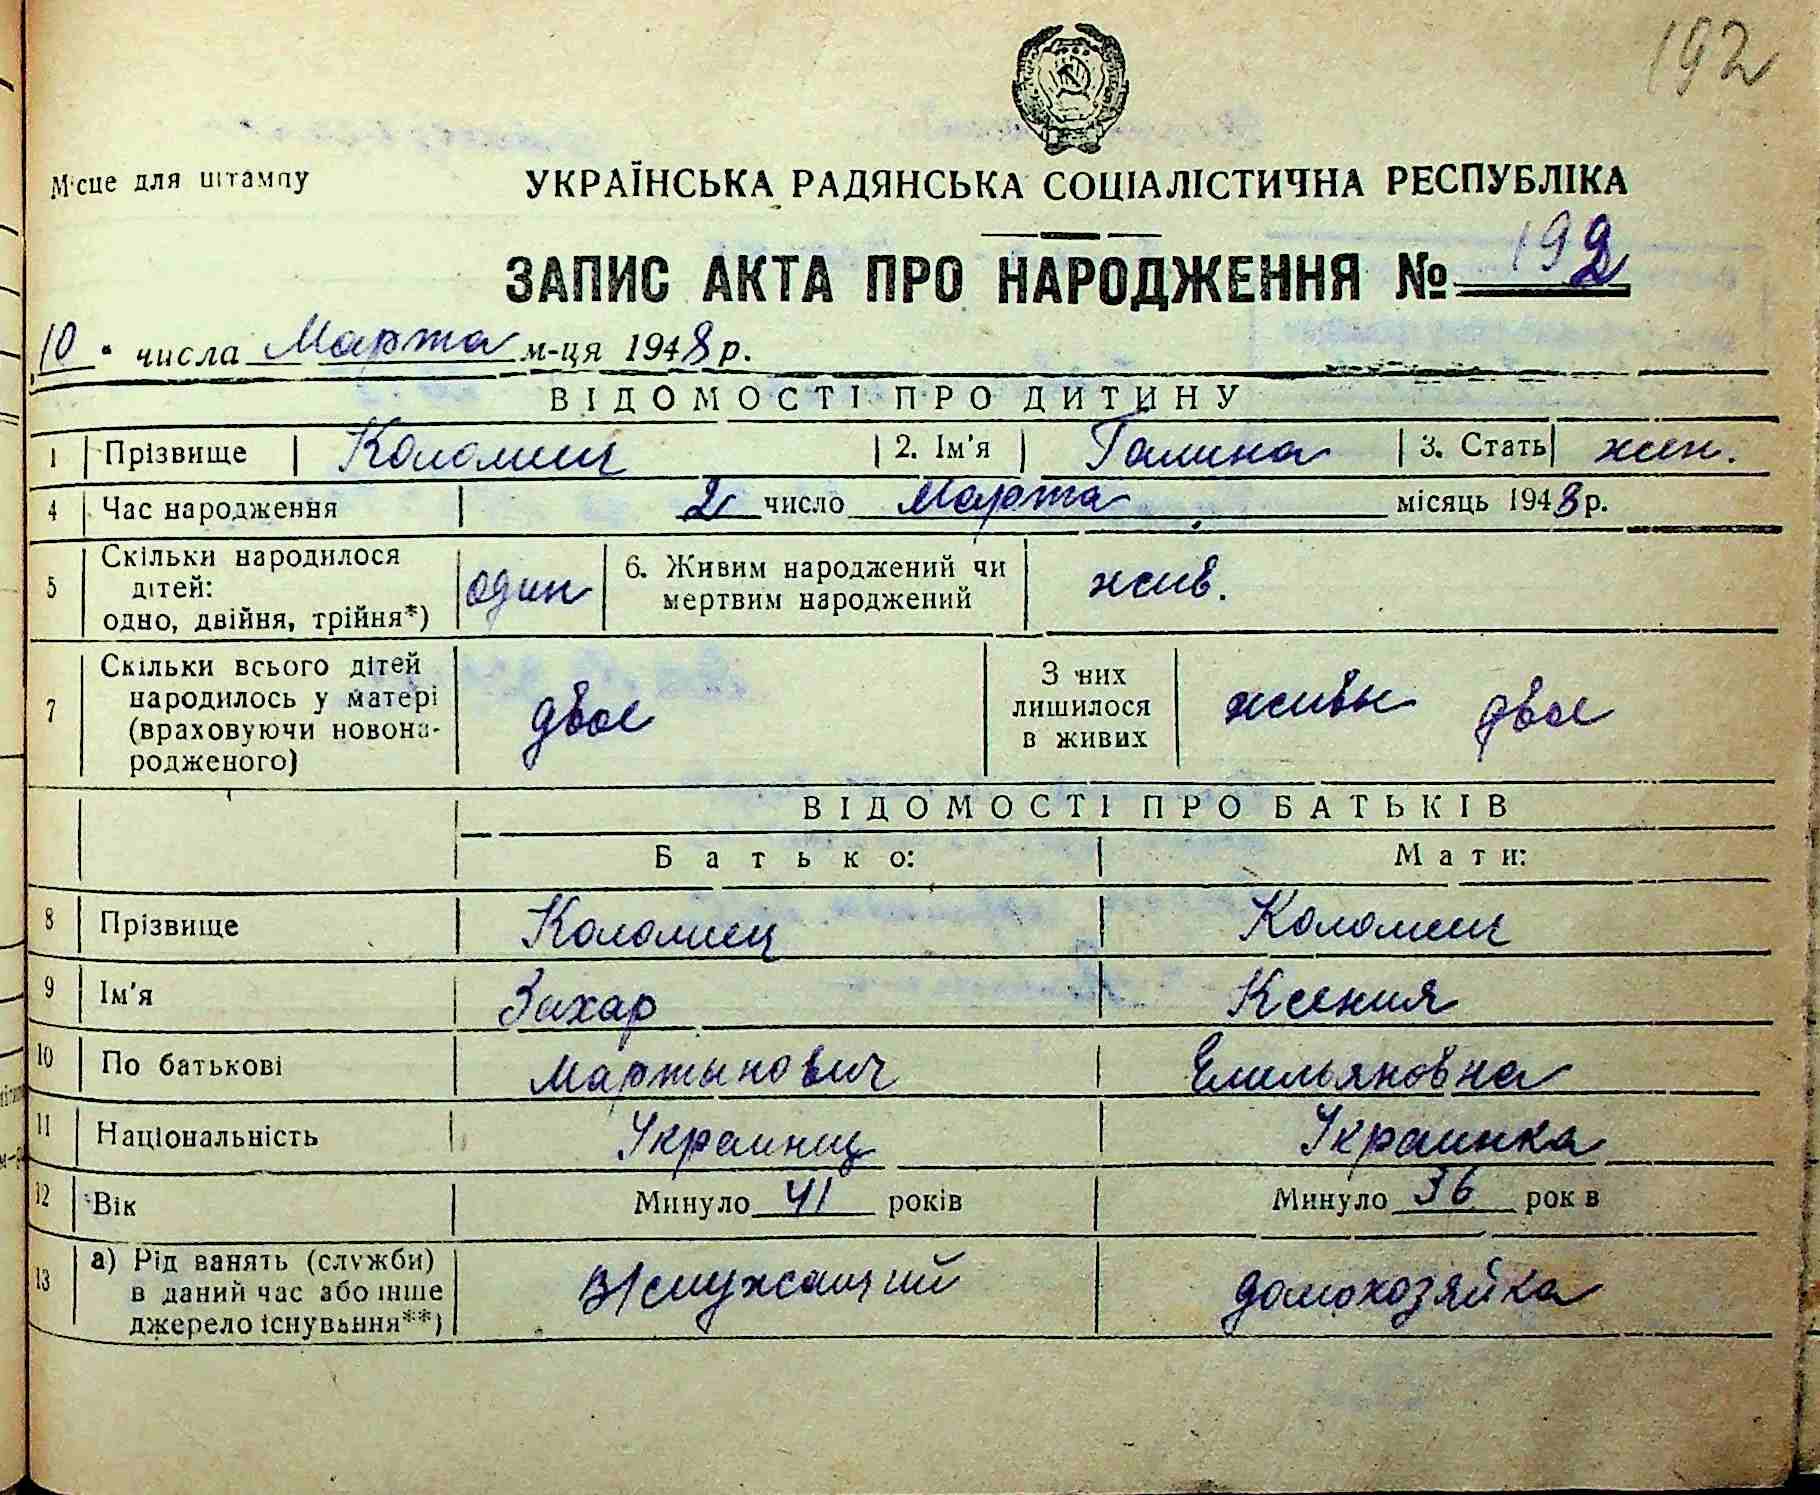 192
Місце для штампу
УКРАЇНСЬКА РАДЯНСЬКА СОЦІАЛІСТИЧНА РЕСПУБЛІКА
ЗАПИС АКТА ПРО НАРОДЖЕННЯ № 192
10 " числа Марта м-ця 1948 р.
ВІДОМОСТІ ПРО ДИТИНУ
1 Прізвище Коломиец 2. Ім'я Галина 3. Стать жен.
4 Час народження 2 число Марта місяць 1948 р.
5 Скільки народилося дітей: одно, двійня, трійня*) один 6. Живим народжений чи мертвим народжений жив.
7 Скільки всього дітей народилось у матері (враховуючи новонародженого) двое З них лишилося в живих живы двое
ВІДОМОСТІ ПРО БАТЬКІВ
Батько: Мати:
8 Прізвище Коломиец Коломиец
9 Ім'я Захар Ксения
10 По батькові Мартынович Емельяновна
11 Національність Украинец Украинка
12 Вік Минуло 41 років Минуло 36 рок в
13 а) Рід занять (служби) в даний час або інше джерело існування**) в/служащий домохозяйка